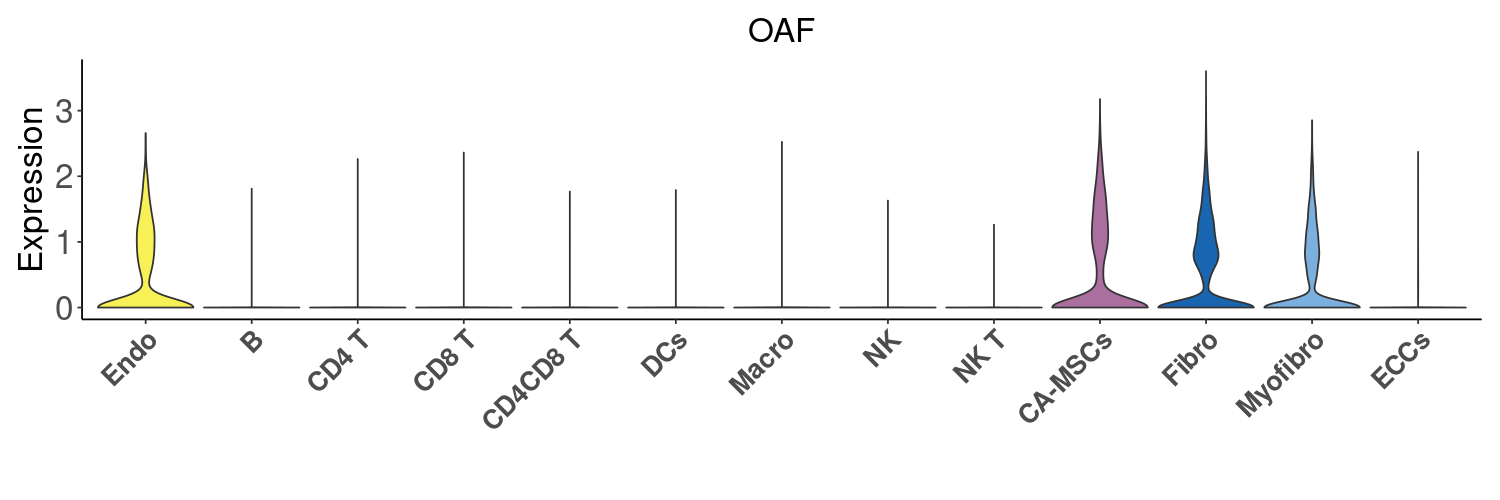 OAF
Expression
3
2
1
0
Endo
B
CD4 T
CD8 T
CD4CD8 T
DCs
Macro
NK
NK T
CA-MSCs
Fibro
Myofibro
ECCs